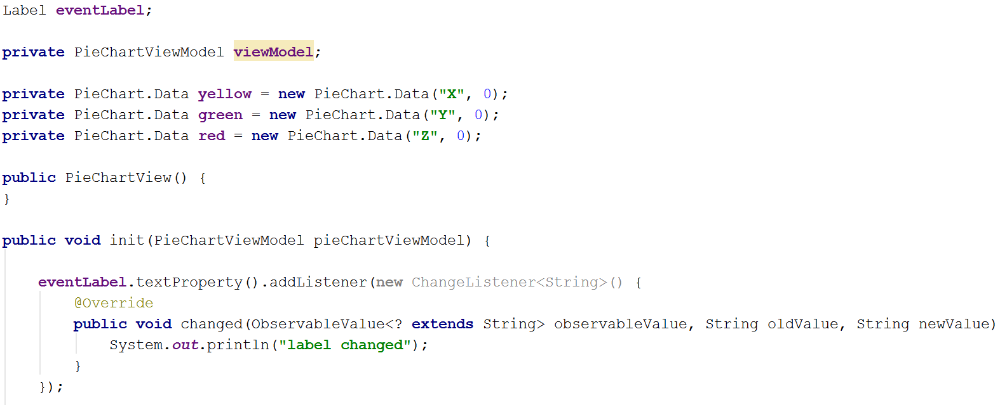 Label eventLabel;
private PieChartViewModel viewModel;
private PieChart.Data yellow = new PieChart.Data("X", 0);
private PieChart.Data green = new PieChart.Data("Y", 0);
private PieChart.Data red = new PieChart.Data("Z", 0);
public PieChartView() {
}
public void init(PieChartViewModel pieChartViewModel) {
eventLabel.textProperty().addListener(new ChangeListener<String>() {
@Override
public void changed(ObservableValue<? extends String> observableValue, String oldValue, String newValue)
System.out.println("label changed");
}
});